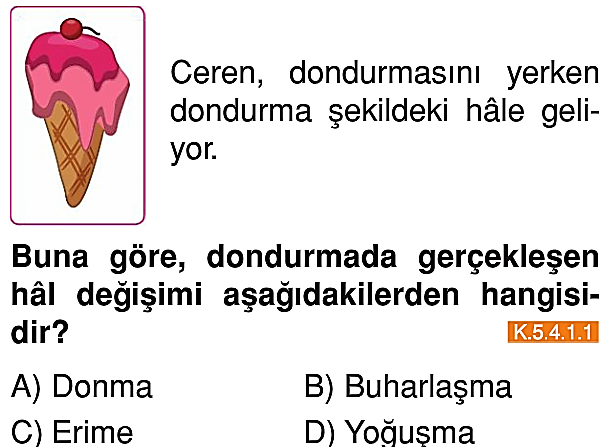 Ceren, dondurmasını yerken
dondurma şekildeki hâle geli-
yor.
Buna göre, dondurmada gerçekleşen
hâl değişimi aşağıdakilerden hangisi-
dir?
K.5.4.1.1
A) Donma
B) Buharlaşma
C) Erime
D) Yoğuşma